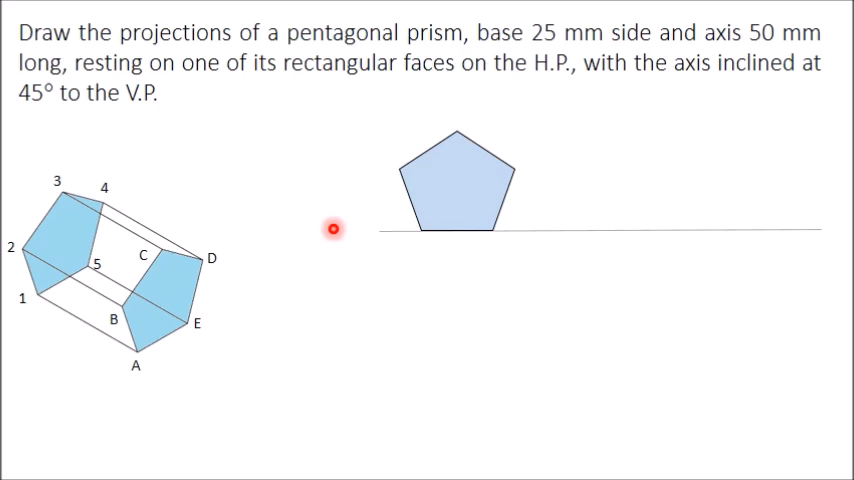 Draw the projections of a pentagonal prism, base 25 mm side and axis 50 mm
long, resting on one of its rectangular faces on the H.P., with the axis inclined at
45° to the V.P.
3
4
2
C
D
5
1
B
E
A